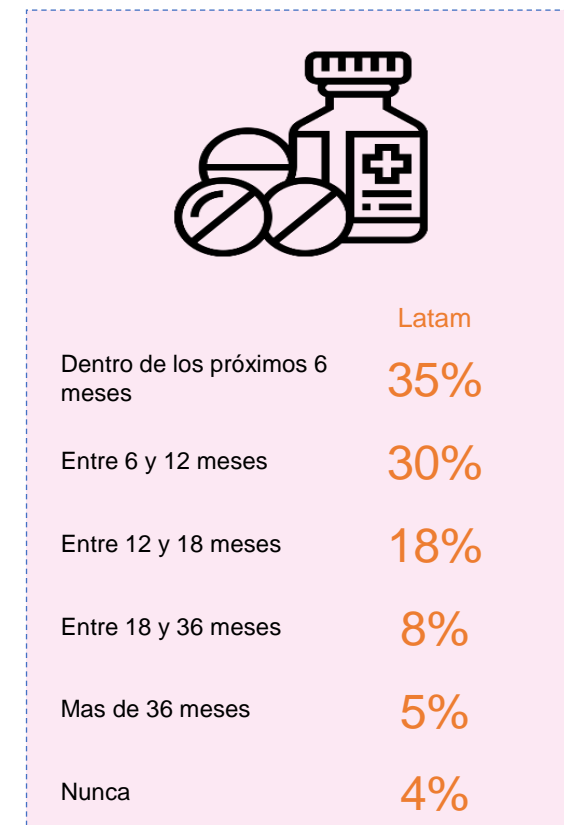 Latam
Dentro de los próximos 6
meses
35%
Entre 6 y 12 meses
30%
Entre 12 y 18 meses
18%
Entre 18 y 36 meses
8%
Mas de 36 meses
5%
Nunca
4%